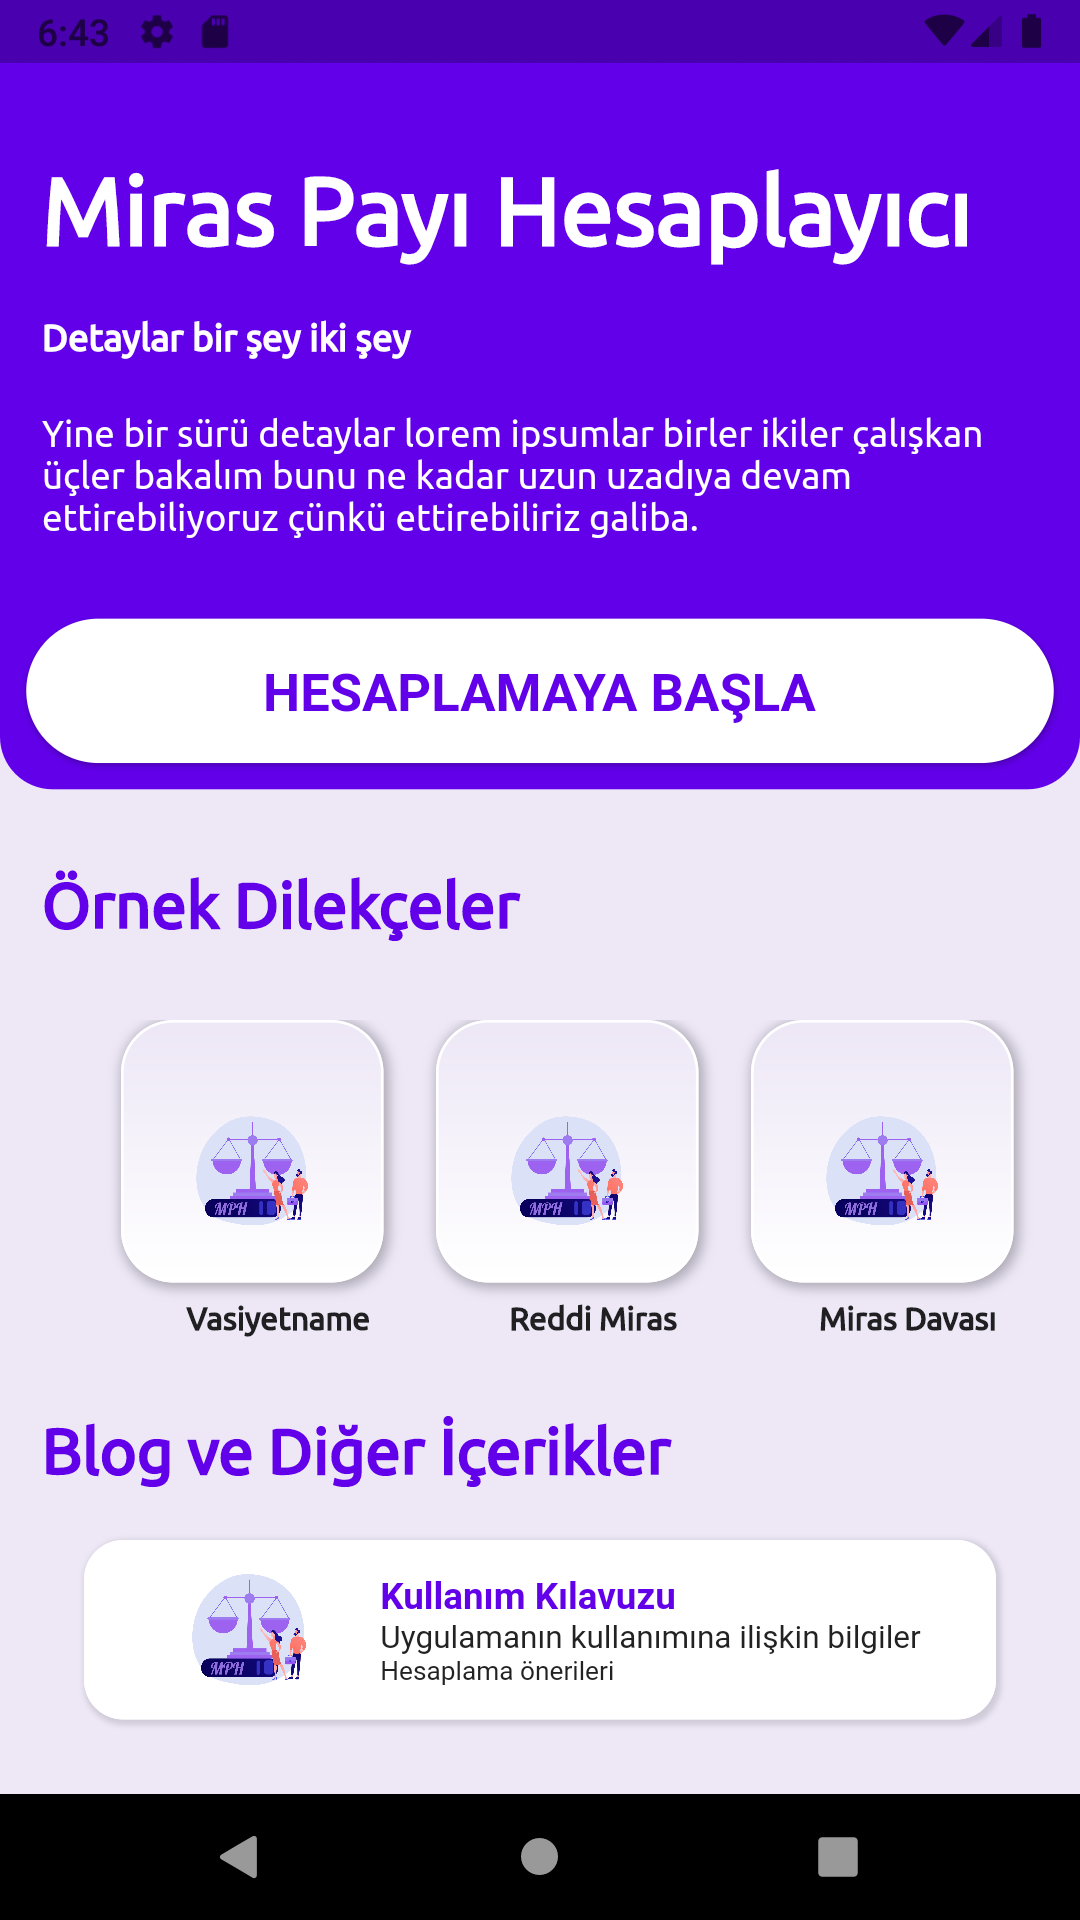 6:43
Miras Payı Hesaplayıcı
Detaylar bir şey iki şey
Yine bir sürü detaylar lorem ipsumlar birler ikiler çalışkan
üçler bakalım bunu ne kadar uzun uzadıya devam
ettirebiliyoruz çünkü ettirebiliriz galiba.
HESAPLAMAYA BAŞLA
Örnek Dilekçeler
MPH
MPH
MPH
Vasiyetname
Reddi Miras
Miras Davası
Blog ve Diğer İçerikler
MPH
Kullanım Kılavuzu
Uygulamanın kullanımına ilişkin bilgiler
Hesaplama önerileri